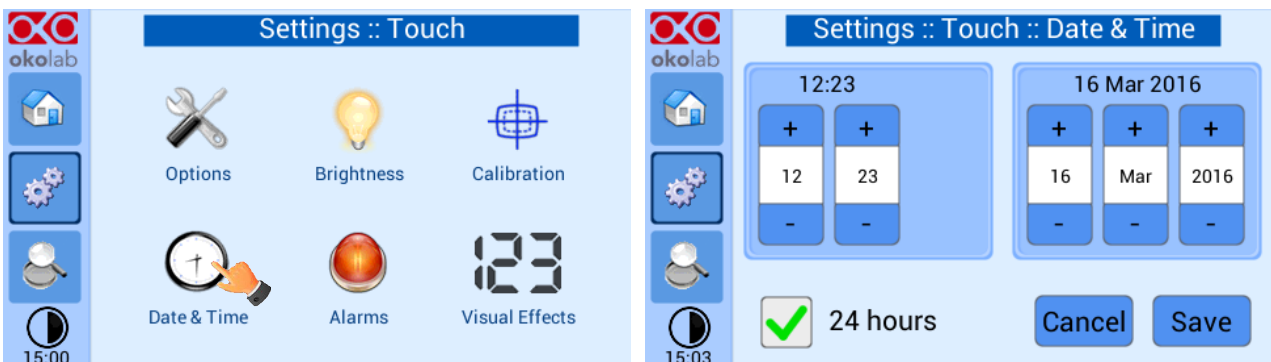 Settings :: Touch
okolab
Options
Brightness
Calibration
123
Date & Time
Alarms
Visual Effects
15:00
Settings :: Touch :: Date & Time
okolab
12:23
16 Mar 2016
+ +
+ + +
12 23
16 Mar 2016
- -
- - -
24 hours
Cancel
Save
15:03